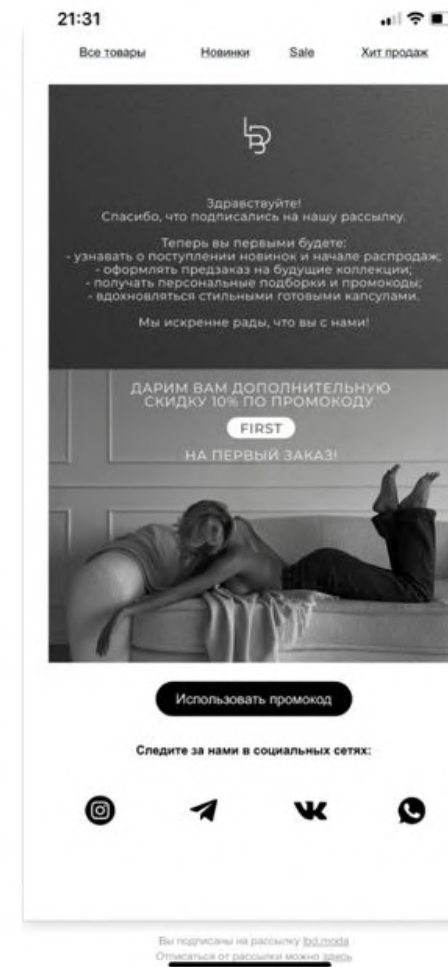 21:31
Все товары Новинки Sale Хит продаж
LB
Здравствуйте!
Спасибо, что подписались на нашу рассылку.
Теперь вы первыми будете:
- узнавать о поступлении новинок и начале распродаж;
- оформлять предзаказ на будущие коллекции;
- получать персональные подборки и промокоды;
- вдохновляться стильными готовыми капсулами.
Мы искренне рады, что вы с нами!
ДАРИМ ВАМ ДОПОЛНИТЕЛЬНУЮ
СКИДКУ 10% ПО ПРОМОКОДУ
FIRST
НА ПЕРВЫЙ ЗАКАЗ!
Использовать промокод
Следите за нами в социальных сетях:
Вы подписаны на рассылку lbd.moda
Отписаться от рассылки можно здесь